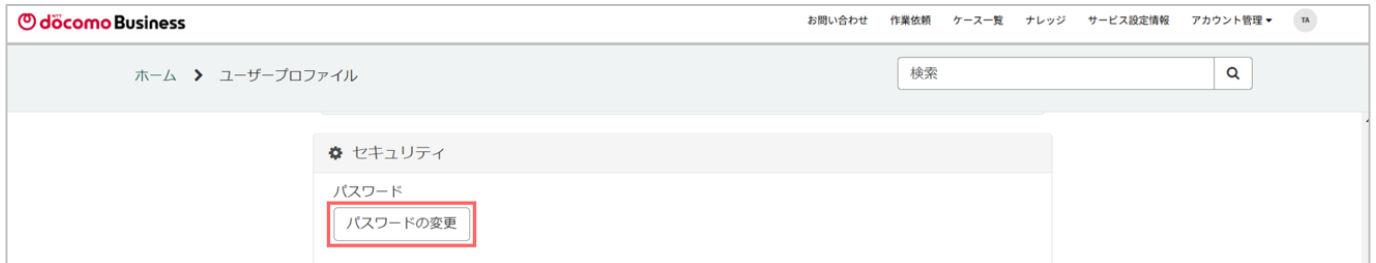 döcomo Business お問い合わせ 作業依頼 ケース一覧 ナレッジ サービス設定情報 アカウント管理 TA
ホーム ユーザープロファイル 検索
セキュリティ
パスワード
パスワードの変更